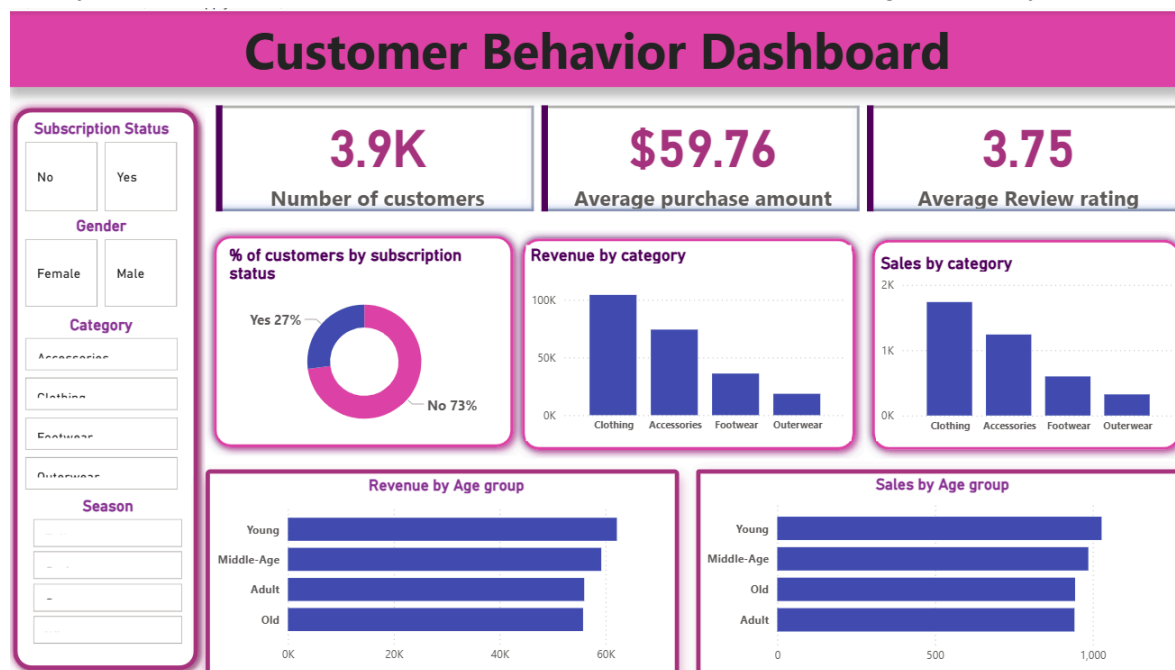 Customer Behavior Dashboard
Subscription Status
No
Yes
Gender
Female
Male
Category
Accessories
Clothing
Footwear
Outerwear
Season
3.9K
Number of customers
$59.76
Average purchase amount
3.75
Average Review rating
% of customers by subscription
status
Yes 27%
No 73%
Revenue by category
100K
50K
0K
Clothing Accessories Footwear Outerwear
Sales by category
2K
1K
0K
Clothing Accessories Footwear Outerwear
Revenue by Age group
Young
Middle-Age
Adult
Old
0K 20K 40K 60K
Sales by Age group
Young
Middle-Age
Old
Adult
0 500 1,000